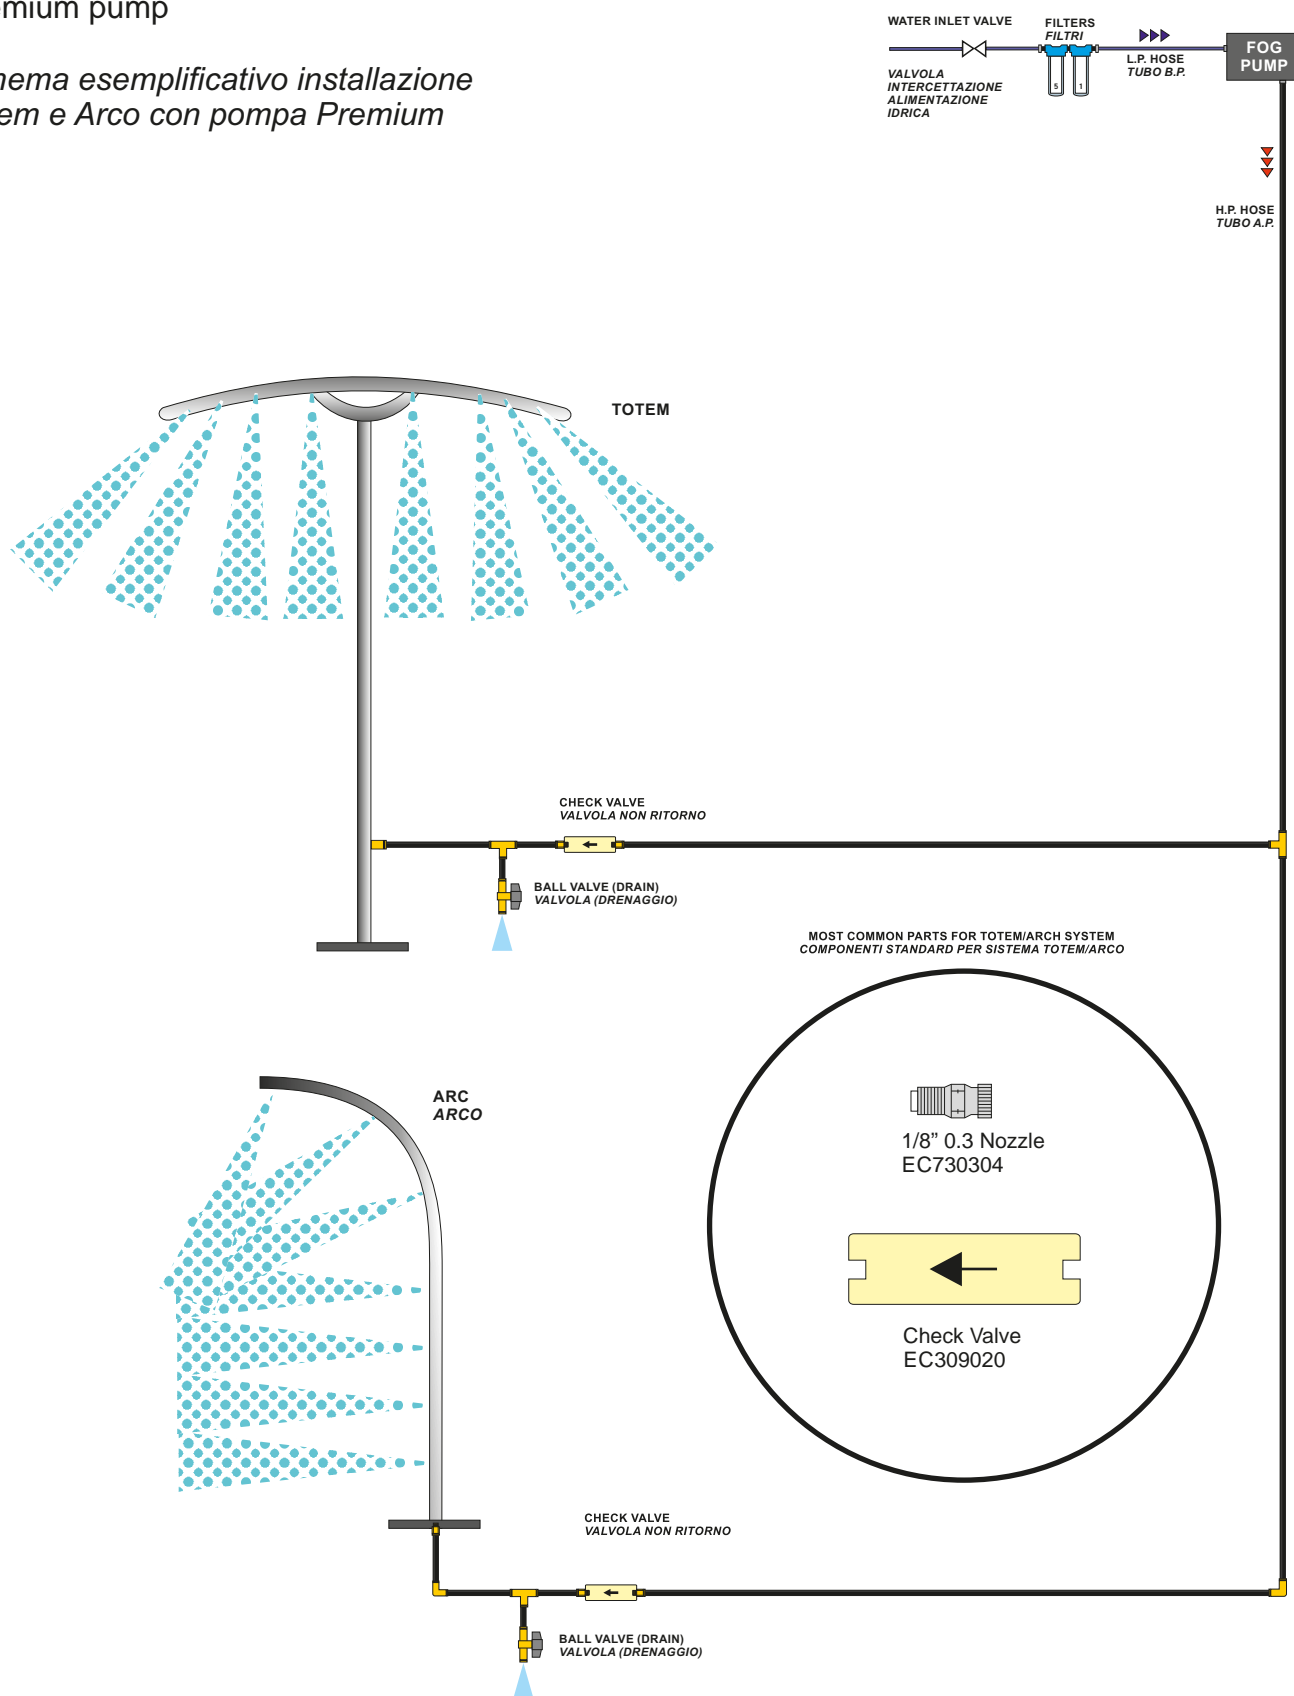 pump
esemplificativo installazione
e Arco con pompa Premium
WATER INLET VALVE
VALVOLA
INTERCETTAZIONE
ALIMENTAZIONE
IDRICA
FILTERS
FILTRI
5
1
L.P. HOSE
TUBO B.P.
FOG
PUMP
H.P. HOSE
TUBO A.P.
TOTEM
CHECK VALVE
VALVOLA NON RITORNO
BALL VALVE (DRAIN)
VALVOLA (DRENAGGIO)
MOST COMMON PARTS FOR TOTEM/ARCH SYSTEM
COMPONENTI STANDARD PER SISTEMA TOTEM/ARCO
ARC
ARCO
1/8” 0.3 Nozzle
EC730304
Check Valve
EC309020
CHECK VALVE
VALVOLA NON RITORNO
BALL VALVE (DRAIN)
VALVOLA (DRENAGGIO)